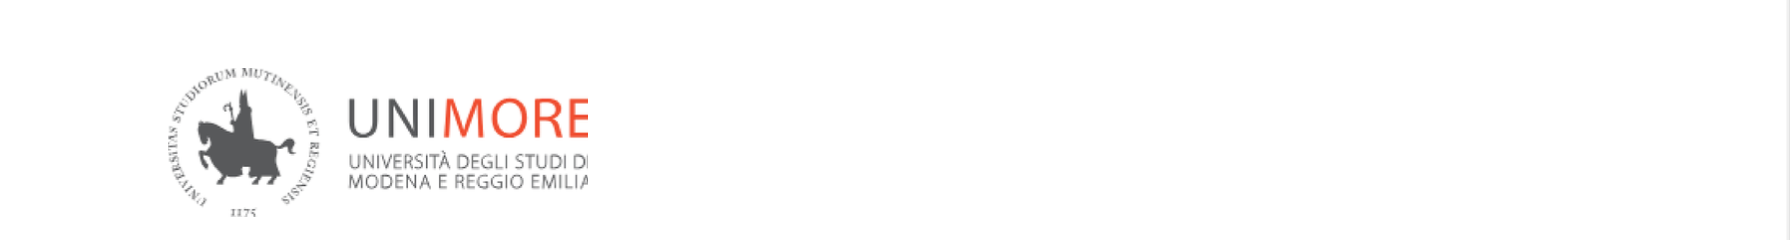 UNIVERSITAS STUDIORUM MUTINENSIS ET REGIENSIS
1175
UNIMORE
UNIVERSITÀ DEGLI STUDI DI
MODENA E REGGIO EMILIA